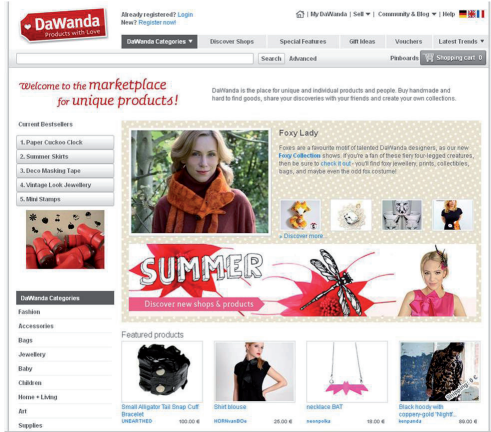 DaWanda
Products with Love
Already registered? Login
New? Register now!
| My DaWanda | Sell ▾ | Community & Blog ▾ | Help
DaWanda Categories ▾
Discover Shops
Special Features
Gift Ideas
Vouchers
Latest Trends ▾
Search
Advanced
Pinboards
Shopping cart 0
Welcome to the marketplace
for unique products!
DaWanda is the place for unique and individual products and people. Buy handmade and
hard to find goods, share your discoveries with your friends and create your own collections.
Current Bestsellers
1. Paper Cuckoo Clock
2. Summer Skirts
3. Deco Masking Tape
4. Vintage Look Jewellery
5. Mini Stamps
Foxy Lady
Foxes are a favourite motif of talented DaWanda designers, as our new
Foxy Collection shows. If you're a fan of these fiery four-legged creatures,
then be sure to check it out - you'll find foxy jewellery, prints, collectibles,
bags, and maybe even the odd fox costume!
» Discover more
SUMMER
Discover new shops & products
DaWanda Categories
Fashion
Accessories
Bags
Jewellery
Baby
Children
Home + Living
Art
Supplies
Featured products
Small Alligator Tail Snap Cuff
Bracelet
UNEARTHED
100.00 €
Shirt blouse
HORNvanBOs
25.00 €
necklace BAT
neonpoika
18.00 €
Shipping: 0 €
Black hoody with
coppery-gold "Nightf..
kenpanda
69.00 €